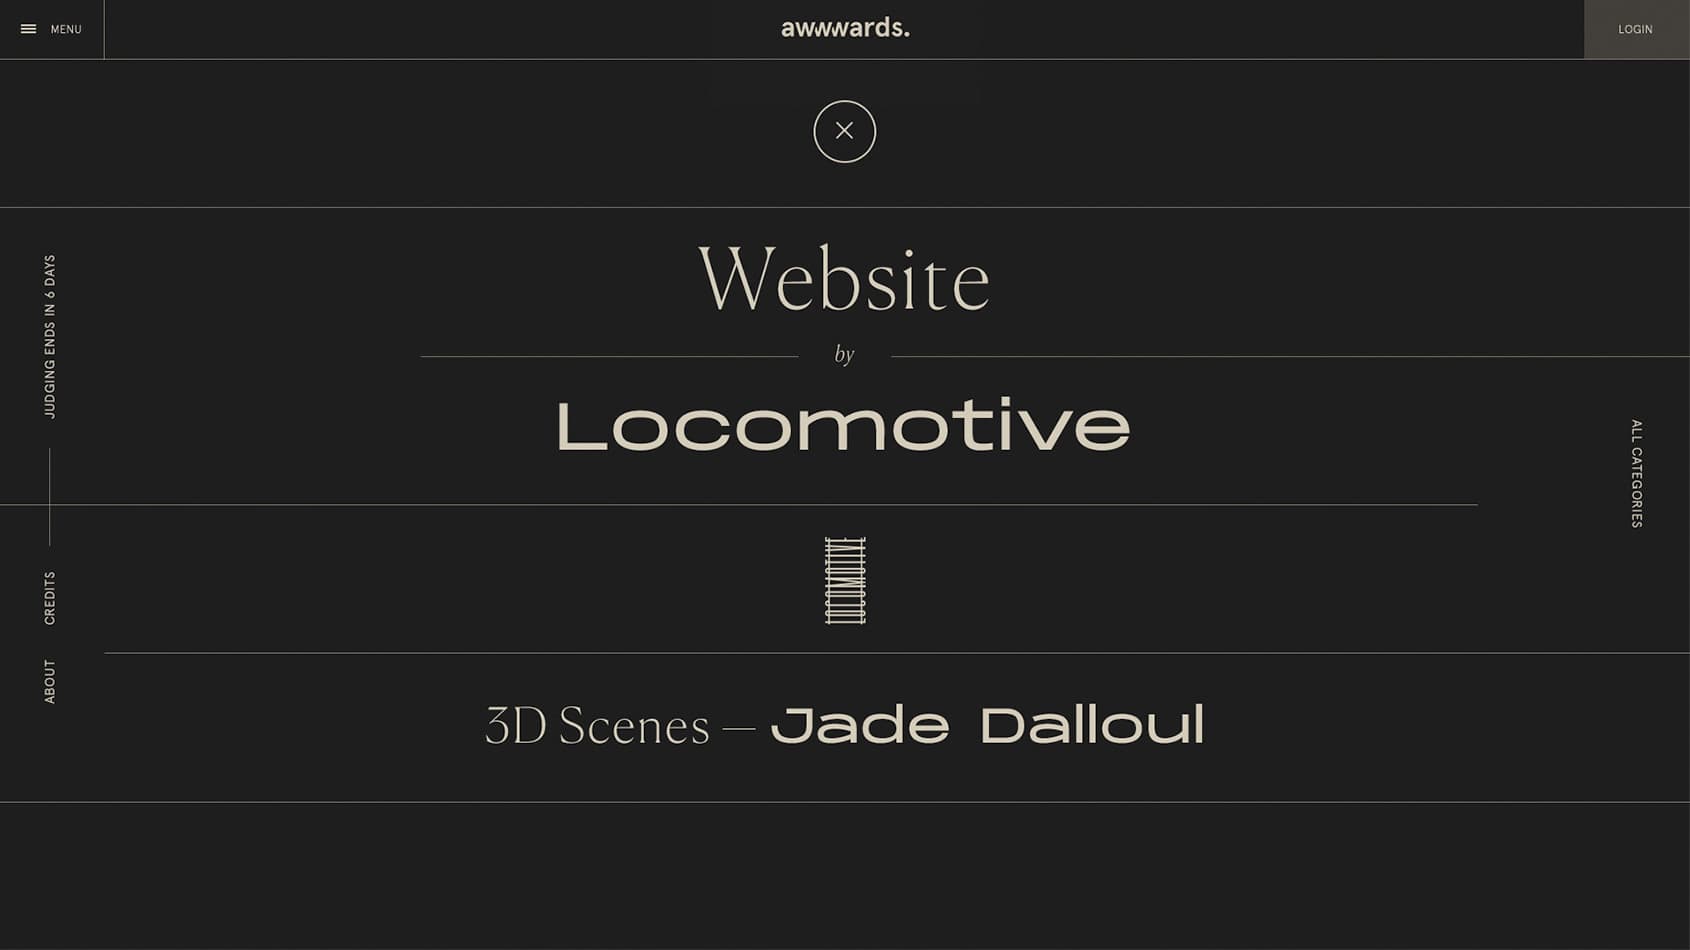 MENU
awwwards.
LOGIN
Website
by
Locomotive
JUDGING ENDS IN 6 DAYS
CREDITS
ABOUT
ALL CATEGORIES
3D Scenes — Jade Dalloul